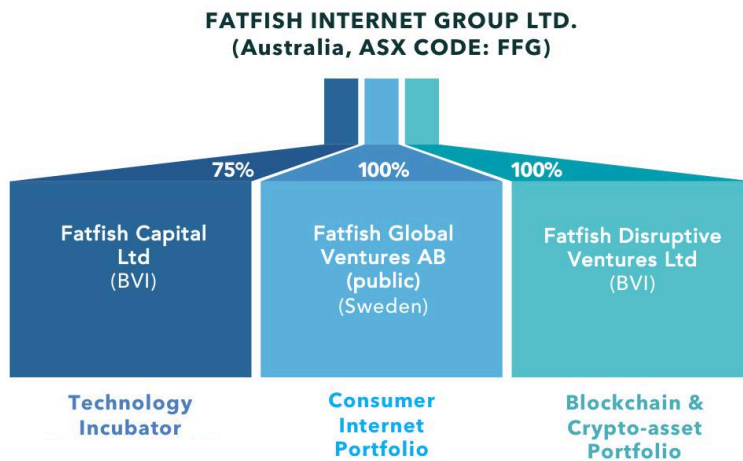 FATFISH INTERNET GROUP LTD.
(Australia, ASX CODE: FFG)
75%
100%
100%
Fatfish Capital
Ltd
(BVI)
Fatfish Global
Ventures AB
(public)
(Sweden)
Fatfish Disruptive
Ventures Ltd
(BVI)
Technology
Incubator
Consumer
Internet
Portfolio
Blockchain &
Crypto-asset
Portfolio